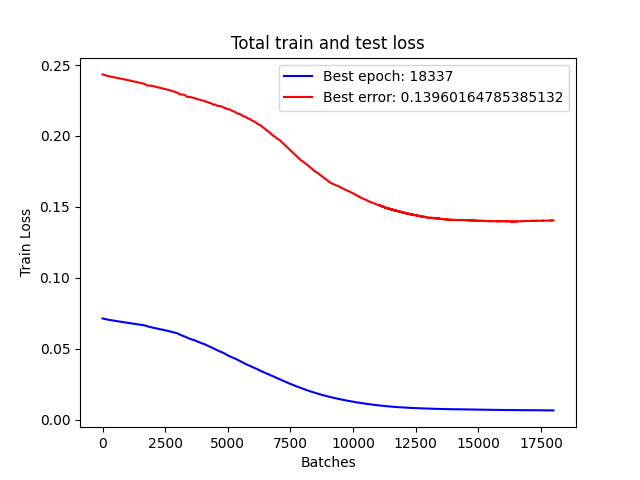 Total train and test loss
Best epoch: 18337
Best error: 0.13960164785385132
0.25
0.20
0.15
0.10
0.05
0.00
Train Loss
0 2500 5000 7500 10000 12500 15000 17500
Batches